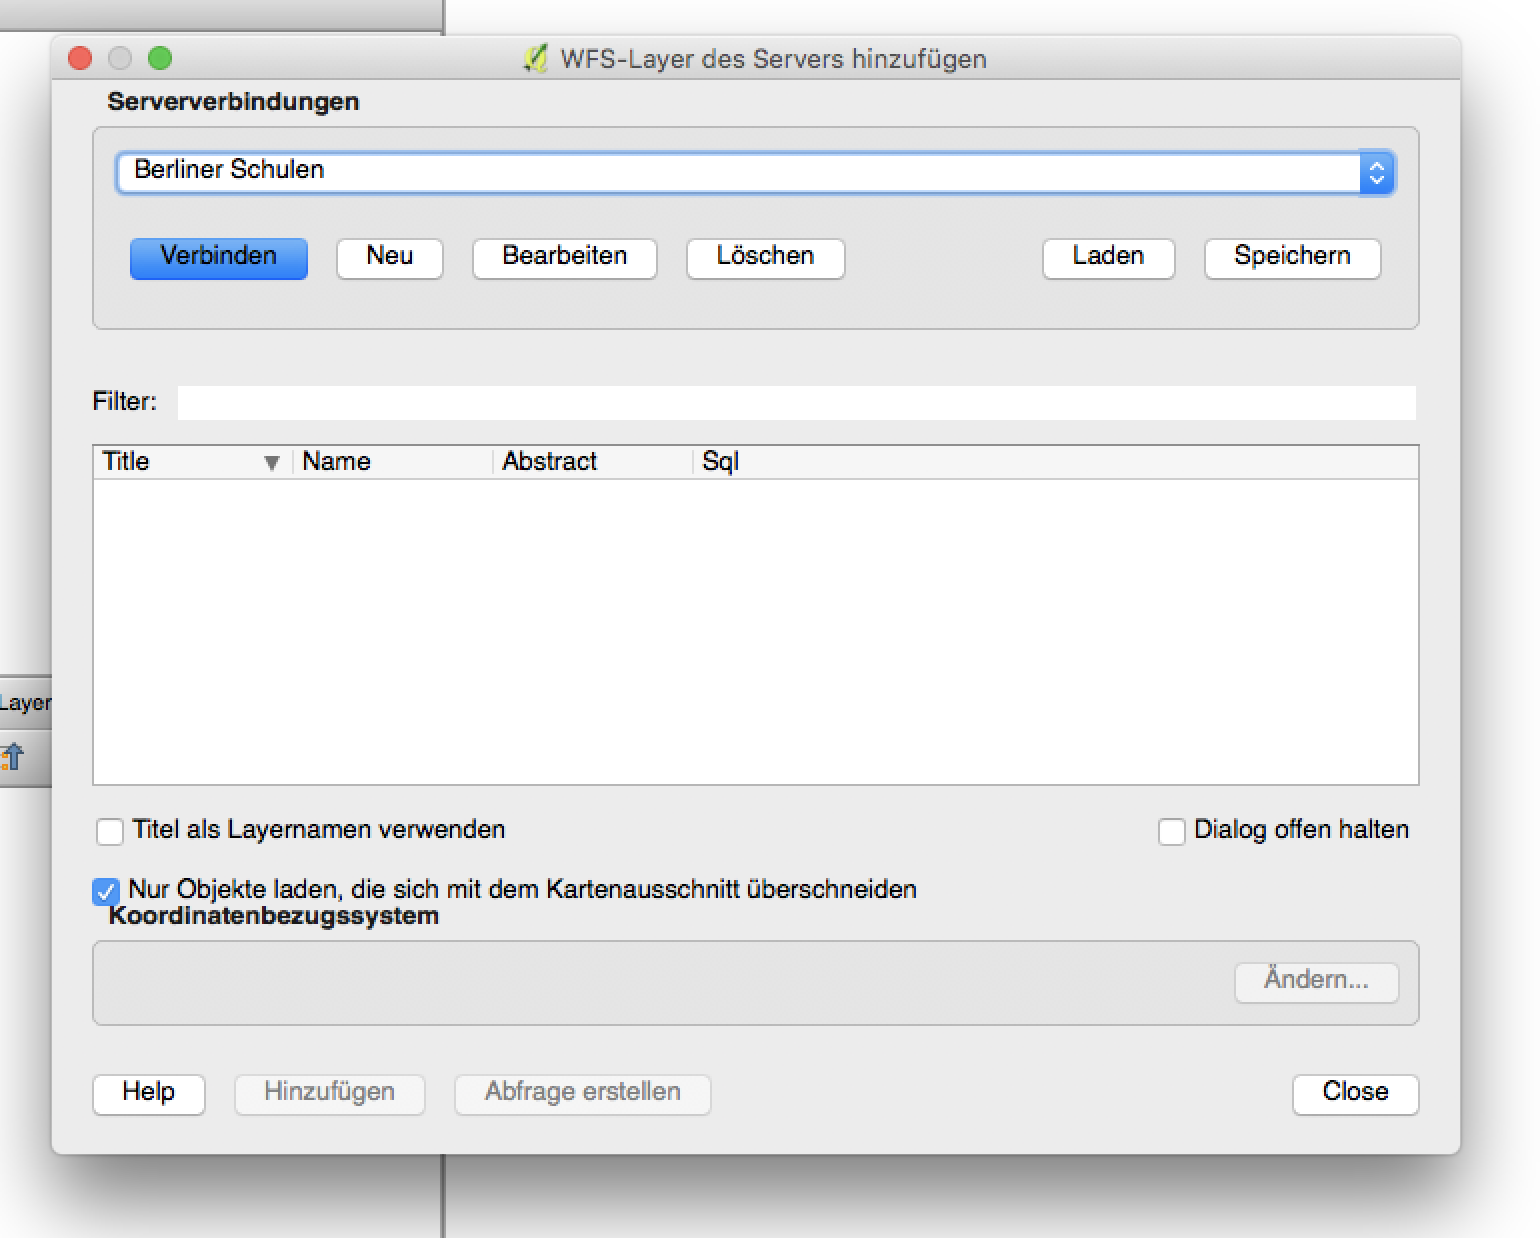 WFS-Layer des Servers hinzufügen
Serververbindungen
Berliner Schulen
Verbinden Neu Bearbeiten Löschen Laden Speichern
Filter:
Title Name Abstract Sql
Layer
Titel als Layernamen verwenden Dialog offen halten
Nur Objekte laden, die sich mit dem Kartenausschnitt überschneiden
Koordinatenbezugssystem
Ändern...
Help Hinzufügen Abfrage erstellen Close